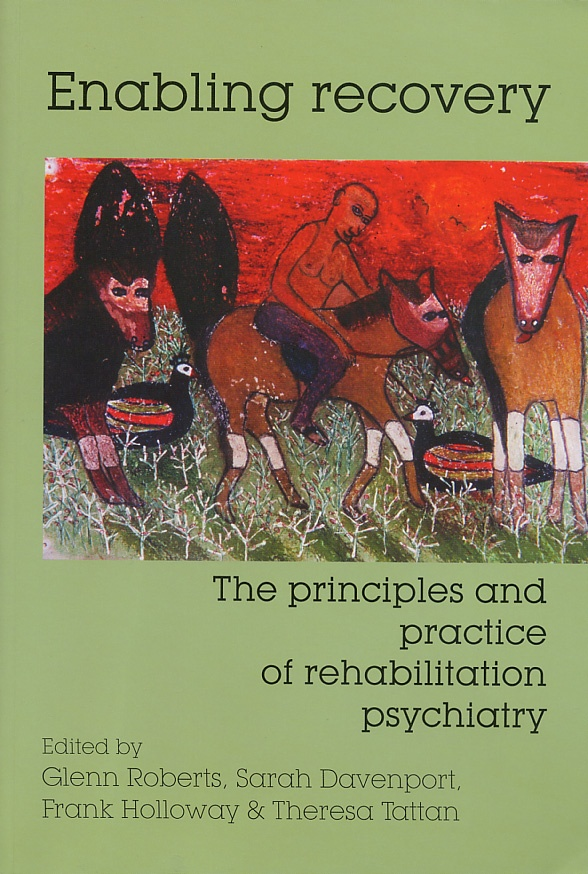 Enabling recovery
The principles and
practice
of rehabilitation
psychiatry
Edited by
Glenn Roberts, Sarah Davenport,
Frank Holloway & Theresa Tattan